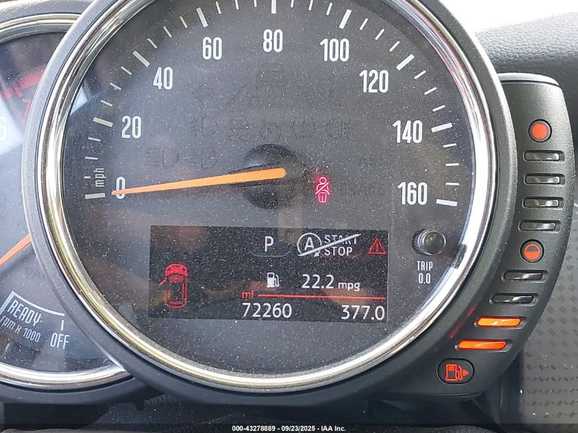 80
60
100
40
120
20
140
mph
0
160
P
A START
STOP
TRIP
0.0
22.2 mpg
mi
72260 377.0
READY
rpm x 1000
OFF
000-43278889 - 09/23/2025 - IAA Inc.